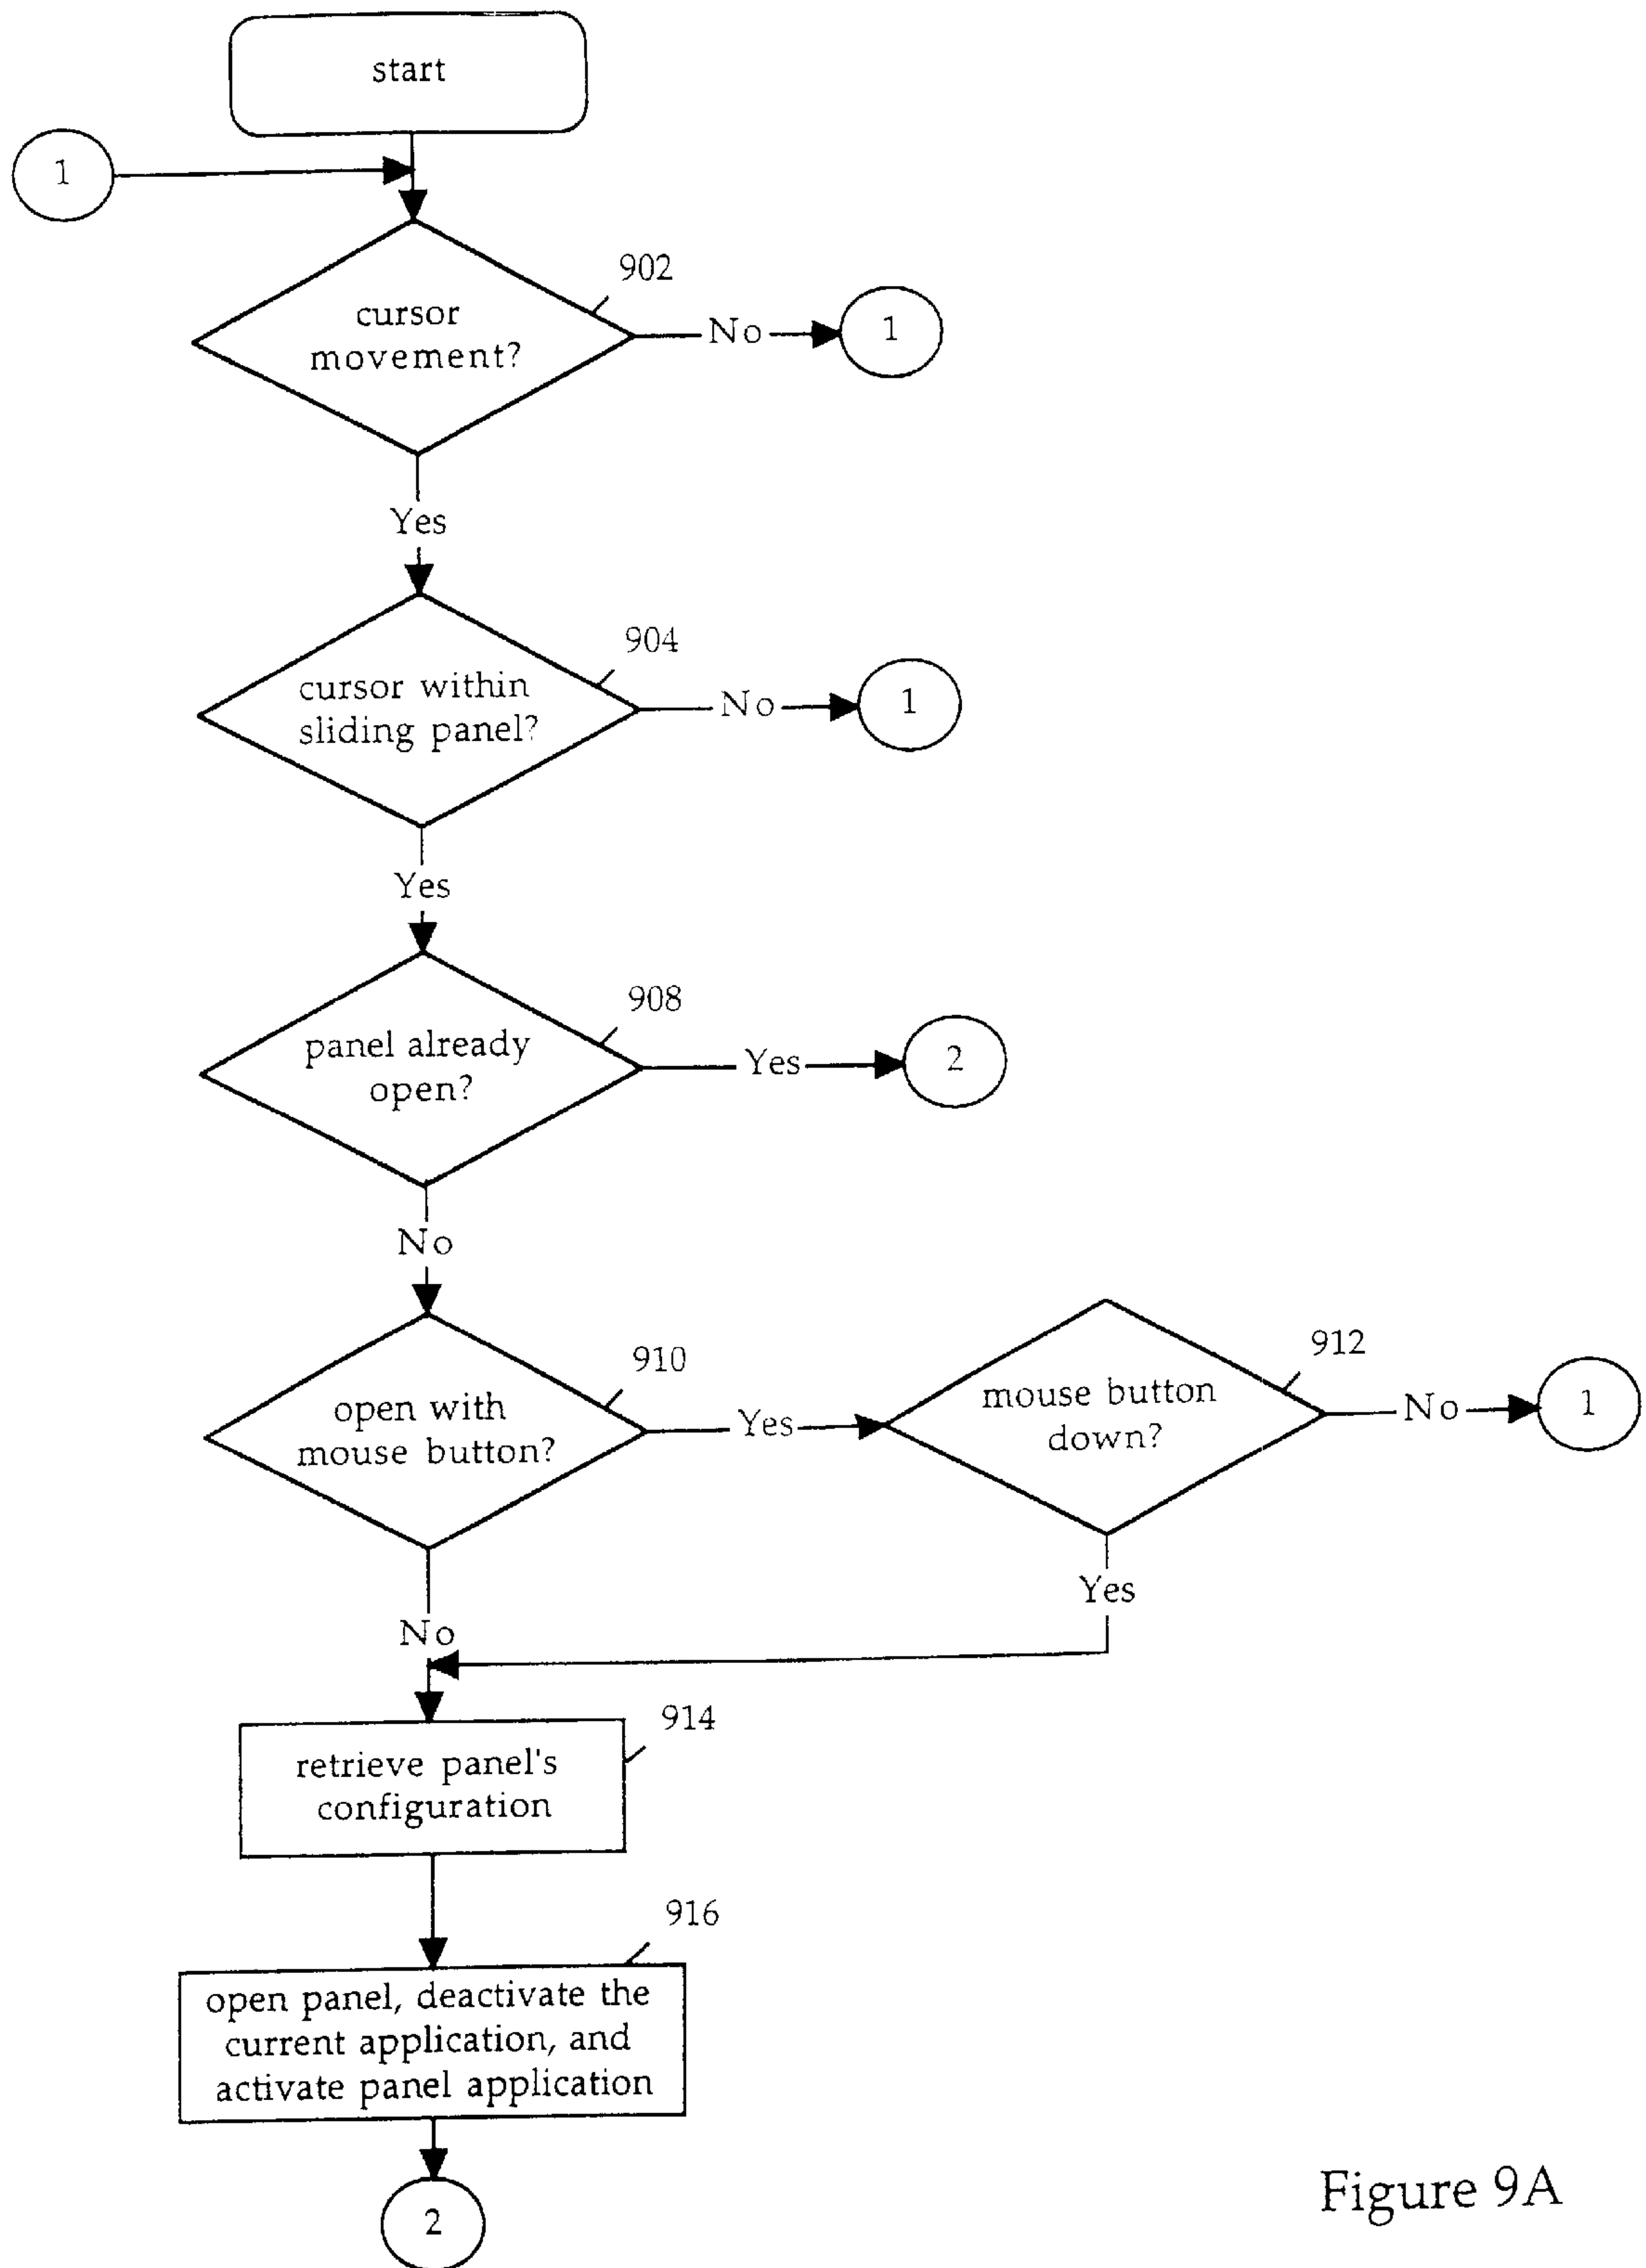 start
1
902
cursor
movement?
No
1
Yes
904
cursor within
sliding panel?
No
1
Yes
908
panel already
open?
Yes
2
No
910
open with
mouse button?
Yes
912
mouse button
down?
No
1
Yes
No
914
retrieve panel's
configuration
916
open panel, deactivate the
current application, and
activate panel application
2
Figure 9A